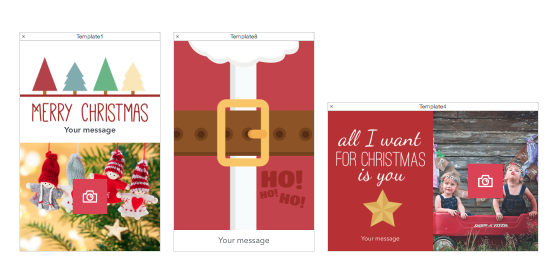 Template1
MERRY CHRISTMAS
Your message
Template8
HO!
HO! HO!
Your message
Template4
all I want
FOR CHRISTMAS
is you
Your message